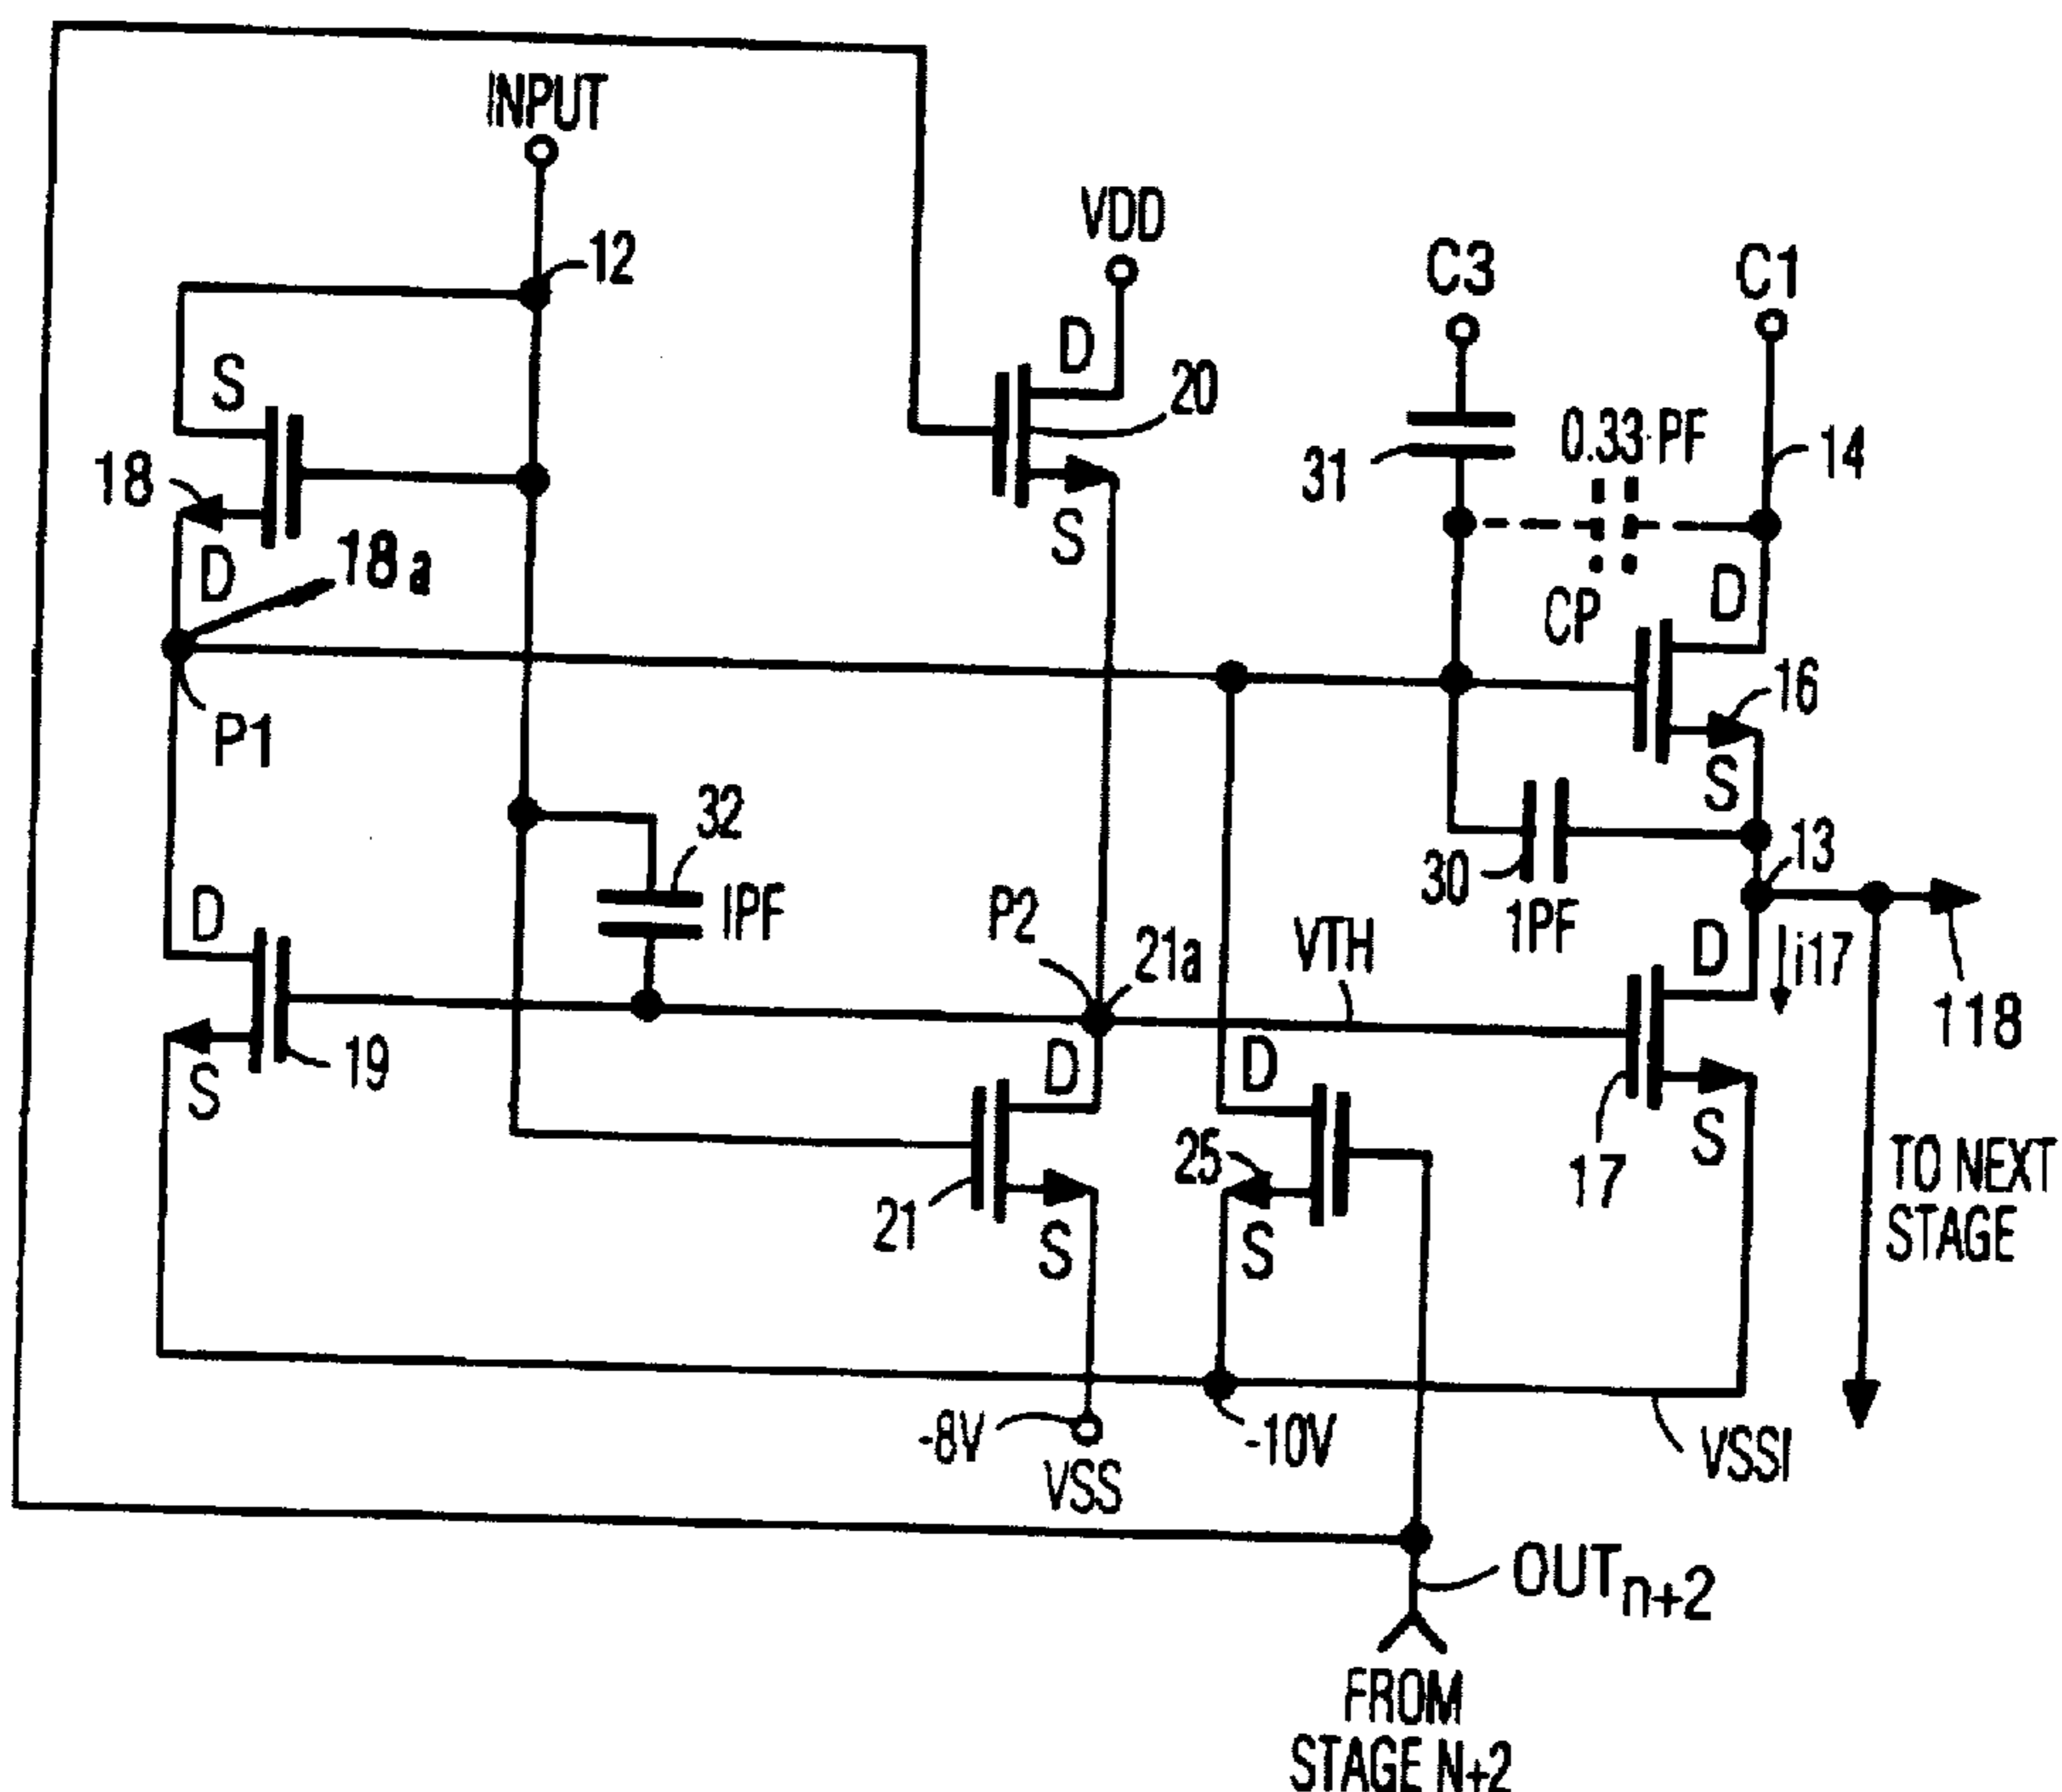 INPUT
12
VDD
C3
C1
S
D
20
0.33 PF
14
31
18
S
D
18a
CP
D
16
P1
S
32
1PF
30
1PF
13
D
P2
21a
VTH
D
i17
118
19
S
D
D
25
17
S
TO NEXT
STAGE
21
S
S
-8V
VSS
-10V
VSSI
OUTn+2
FROM
STAGE N+2